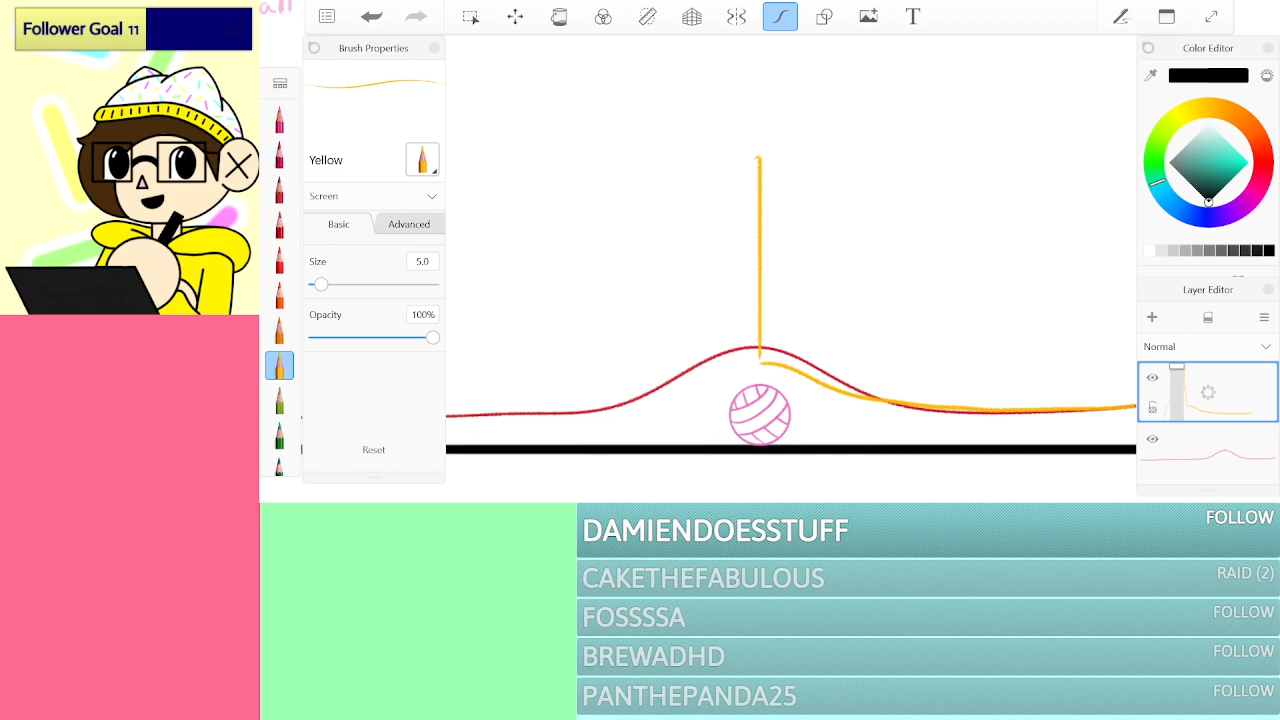 all
Follower Goal 11
Brush Properties
Yellow
Screen
Basic Advanced
Size 5.0
Opacity 100%
Reset
T
Color Editor
Layer Editor
Normal
DAMIENDOESSTUFF FOLLOW
CAKETHEFABULOUS RAID (2)
FOSSSSA FOLLOW
BREWADHD FOLLOW
PANTHEPANDA25 FOLLOW